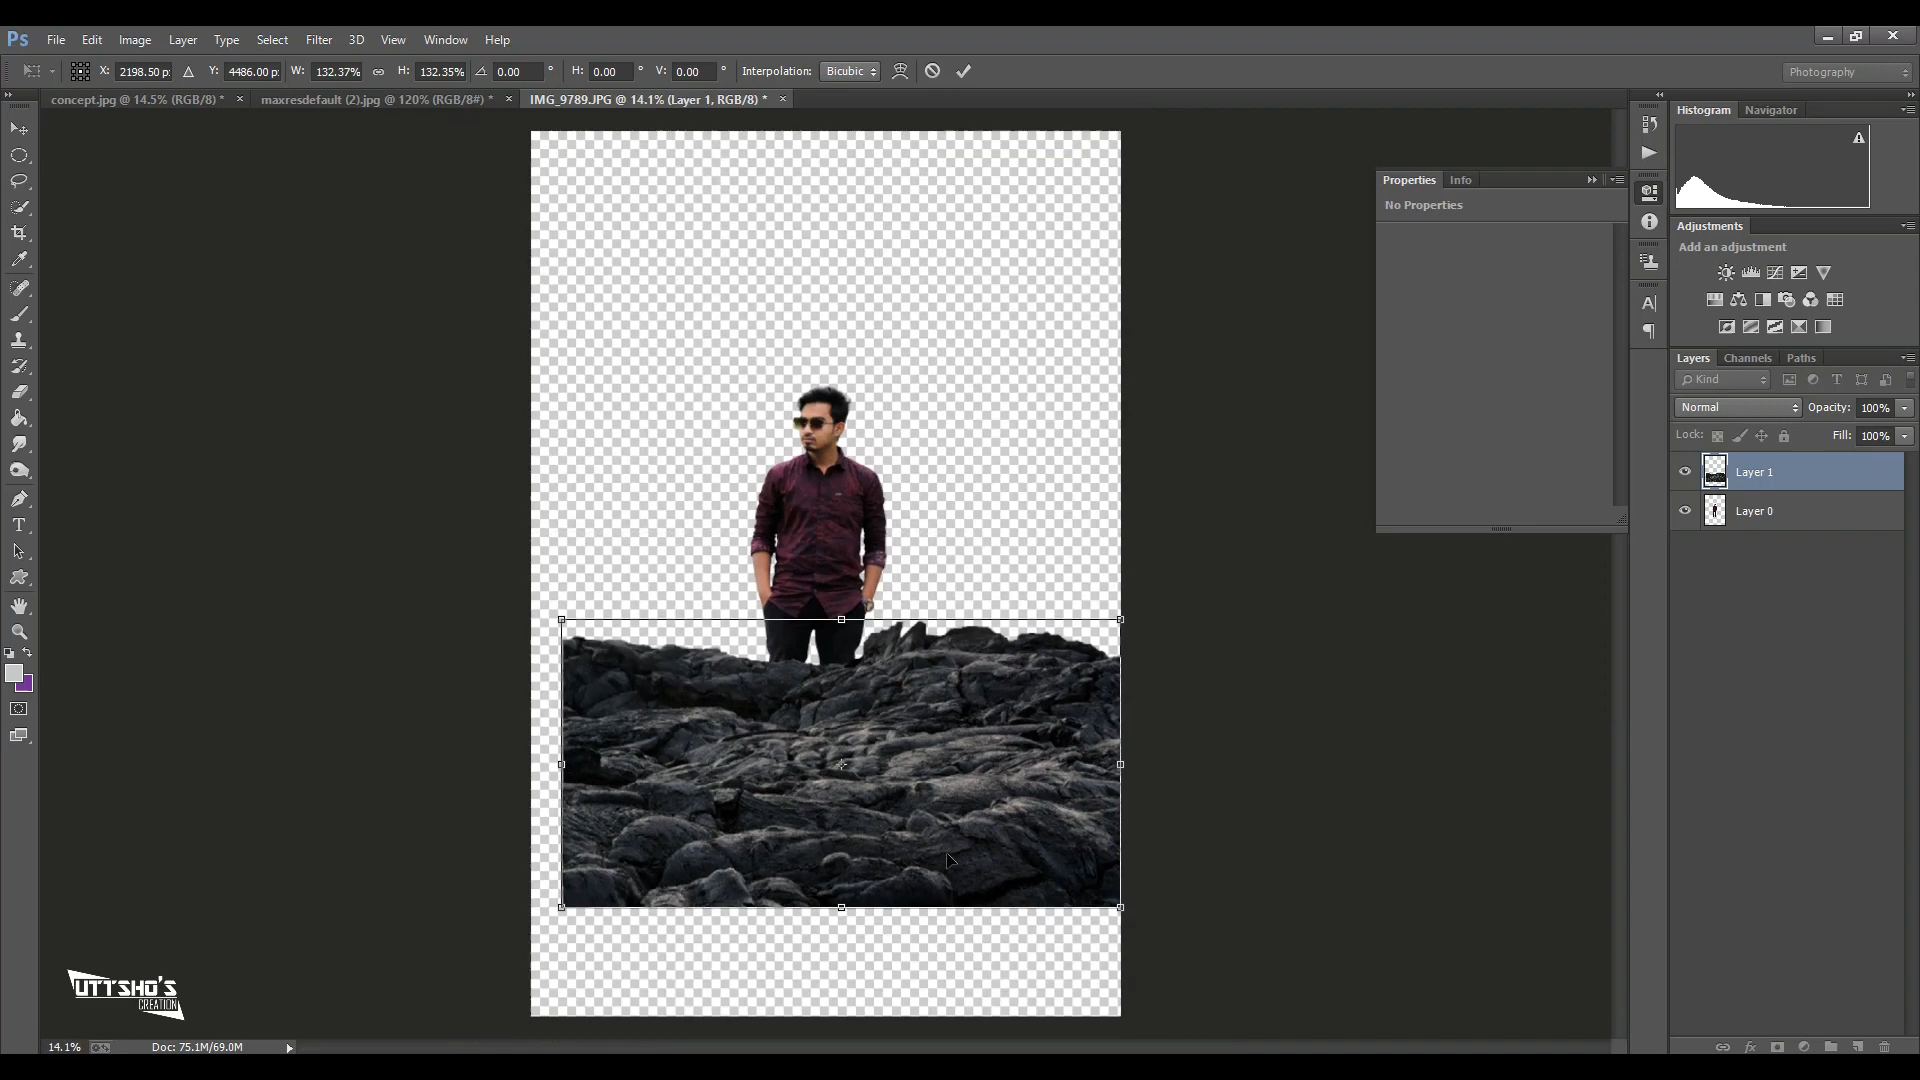 Ps File Edit Image Layer Type Select Filter 3D View Window Help
X: 2198.50 p: Y: 4486.00 p: W: 132.37% H: 132.35% 0.00 ° H: 0.00 ° V: 0.00 ° Interpolation: Bicubic Photography
concept.jpg @ 14.5% (RGB/8) * × maxresdefault (2).jpg @ 120% (RGB/8#) * × IMG_9789.JPG @ 14.1% (Layer 1, RGB/8) * ×
Histogram Navigator
Properties Info
No Properties
Adjustments
Add an adjustment
Layers Channels Paths
Kind
Normal Opacity: 100%
Lock: Fill: 100%
Layer 1
Layer 0
UTTSHO'S
CREATION
14.1% Doc: 75.1M/69.0M